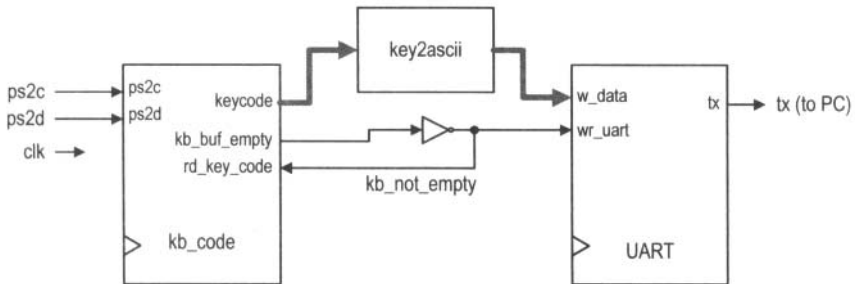 key2ascii
ps2c
ps2c
keycode
w_data
tx
tx (to PC)
ps2d
ps2d
kb_buf_empty
wr_uart
clk
rd_key_code
kb_not_empty
kb_code
UART